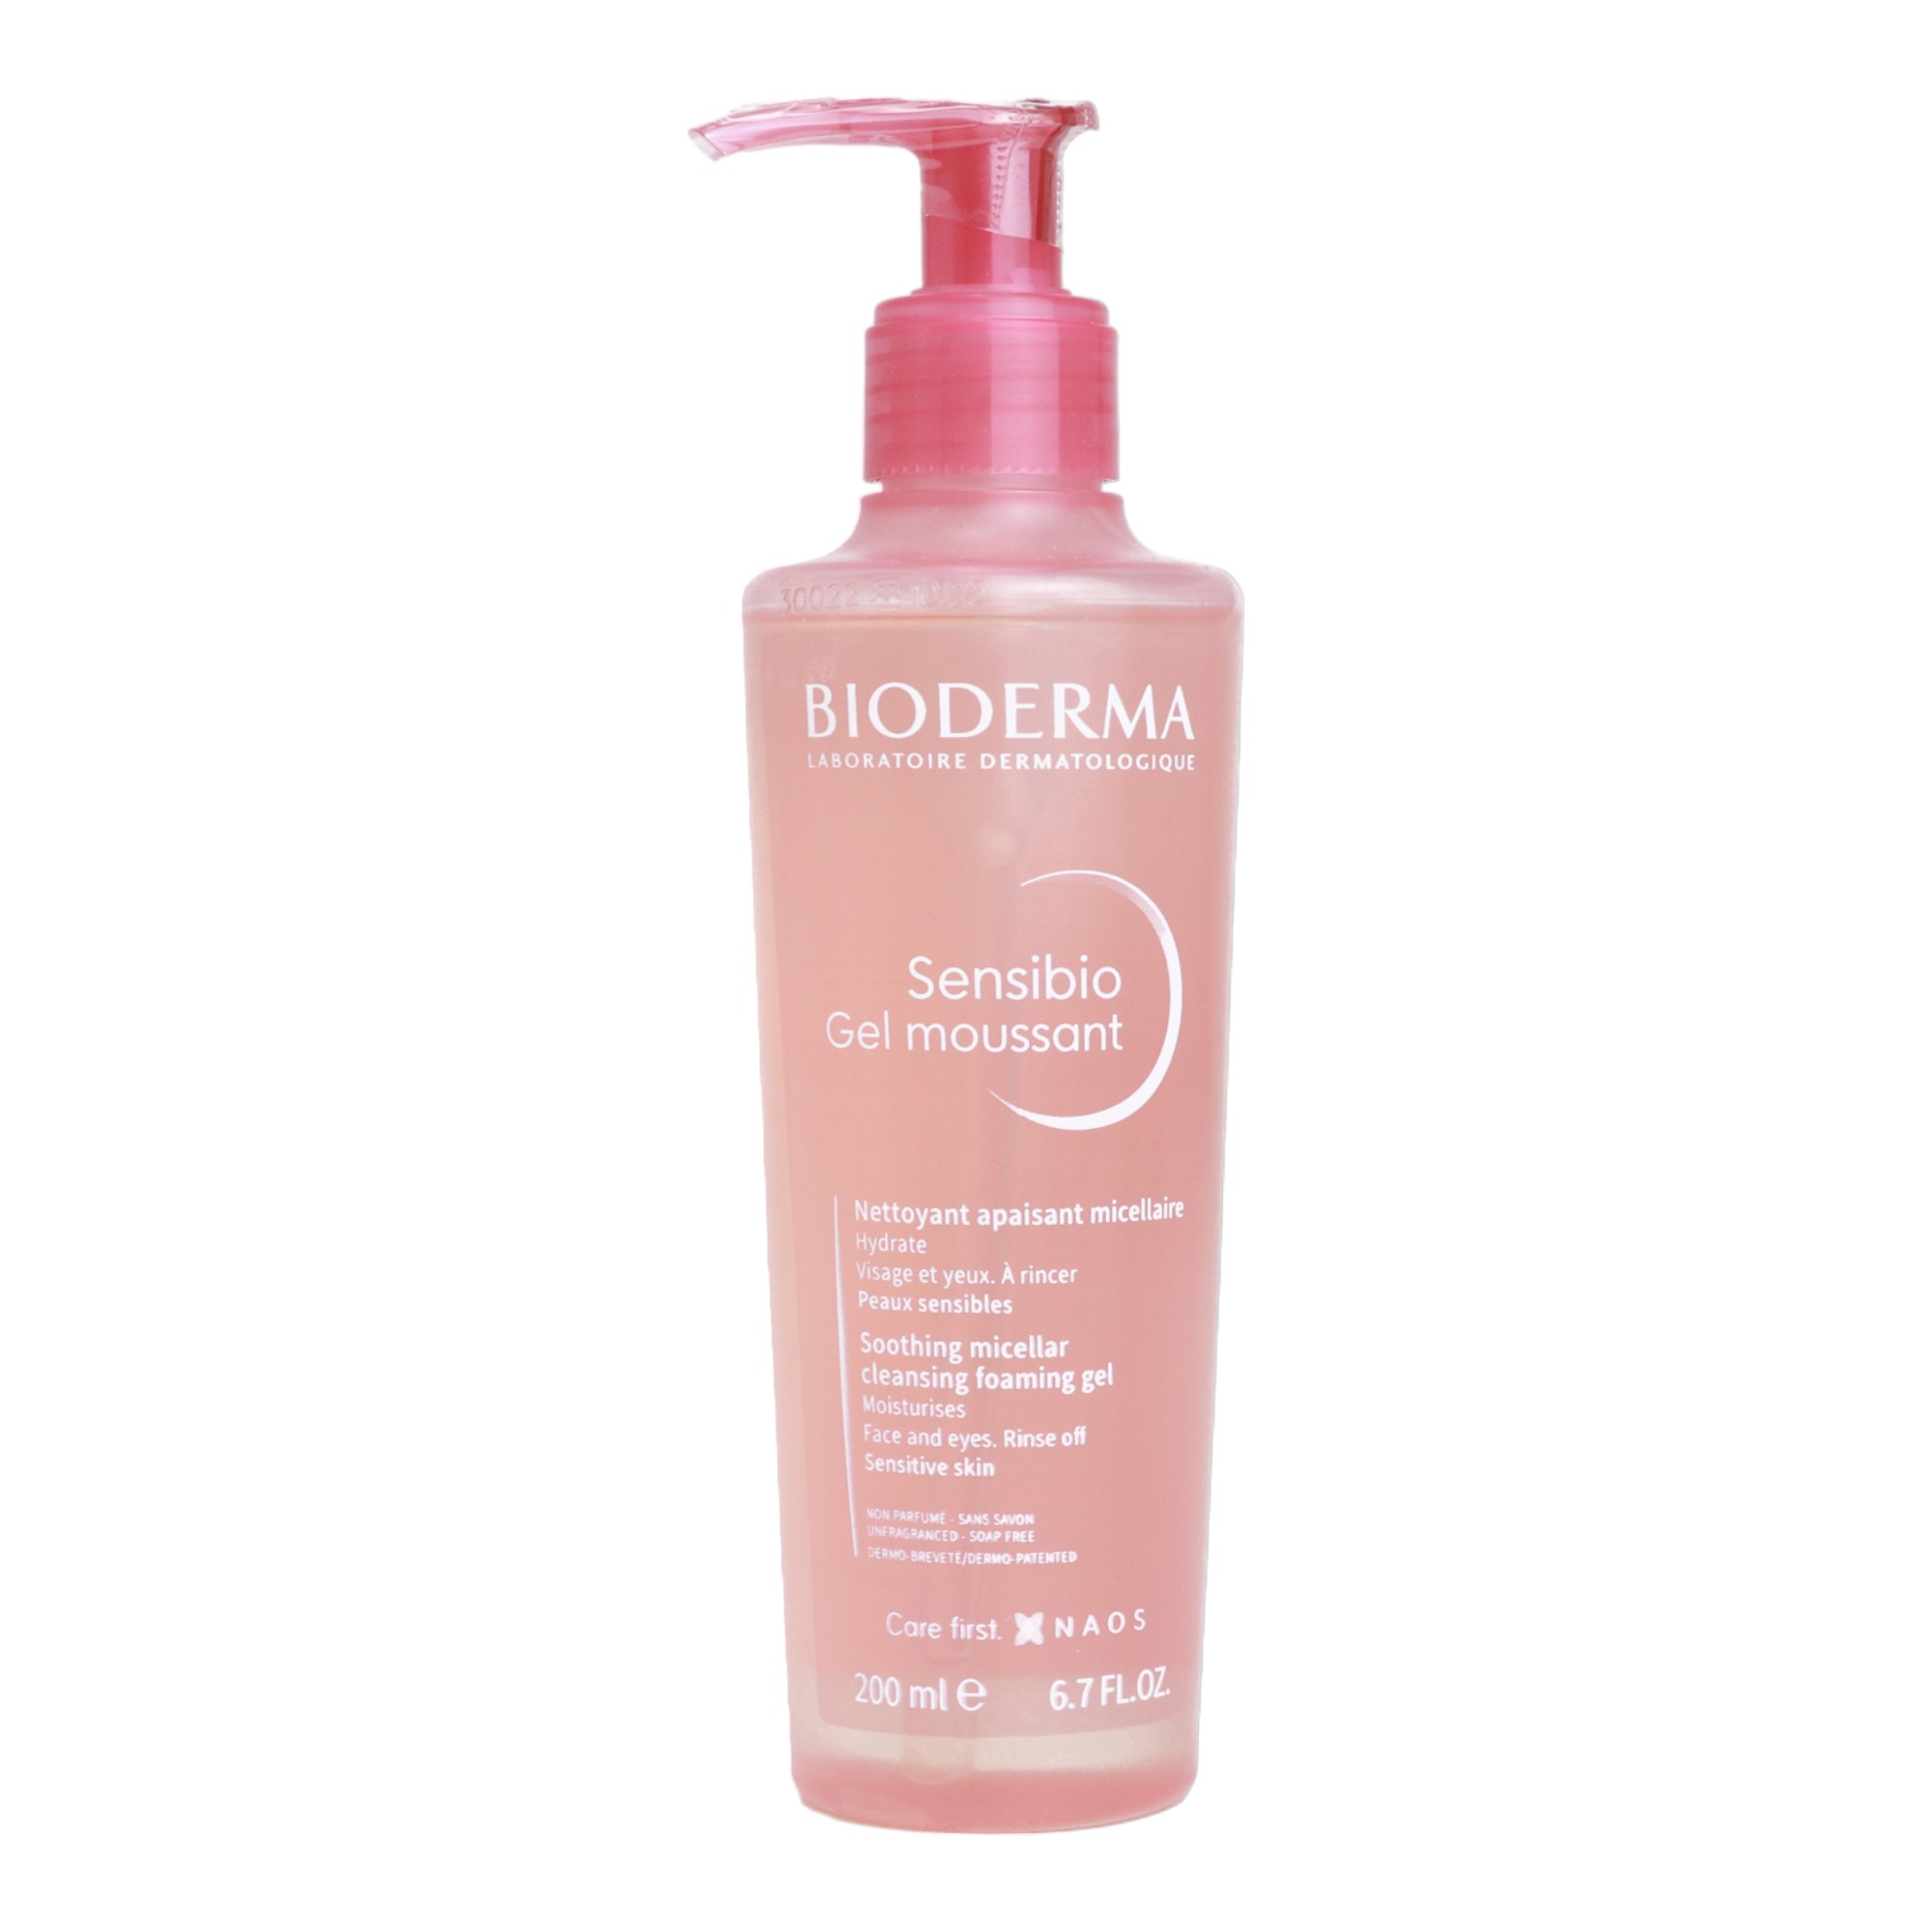 BIODERMA
LABORATOIRE DERMATOLOGIQUE
Sensibio
Gel moussant
Nettoyant apaisant micellaire
Hydrate
Visage et yeux. À rincer
Peaux sensibles
Soothing micellar
cleansing foaming gel
Moisturises
Face and eyes. Rinse off
Sensitive skin
NON PARFUMÉ - SANS SAVON
UNFRAGRANCED - SOAP FREE
DERMO-BREVETÉ/DERMO-PATENTED
Care first. NAOS
200 ml e 6.7 FL.OZ.